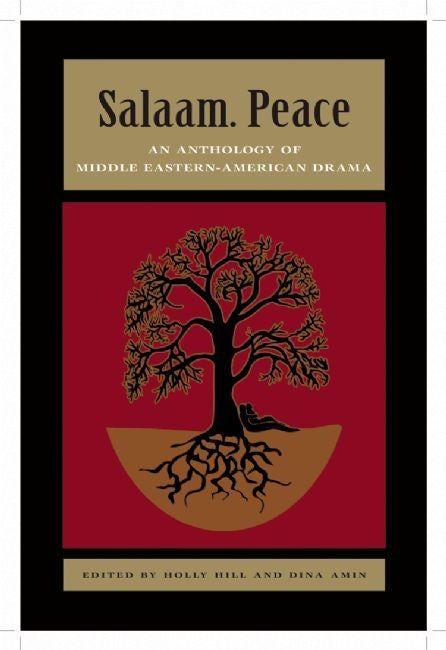 Salaam. Peace
AN ANTHOLOGY OF
MIDDLE EASTERN-AMERICAN DRAMA
EDITED BY HOLLY HILL AND DINA AMIN